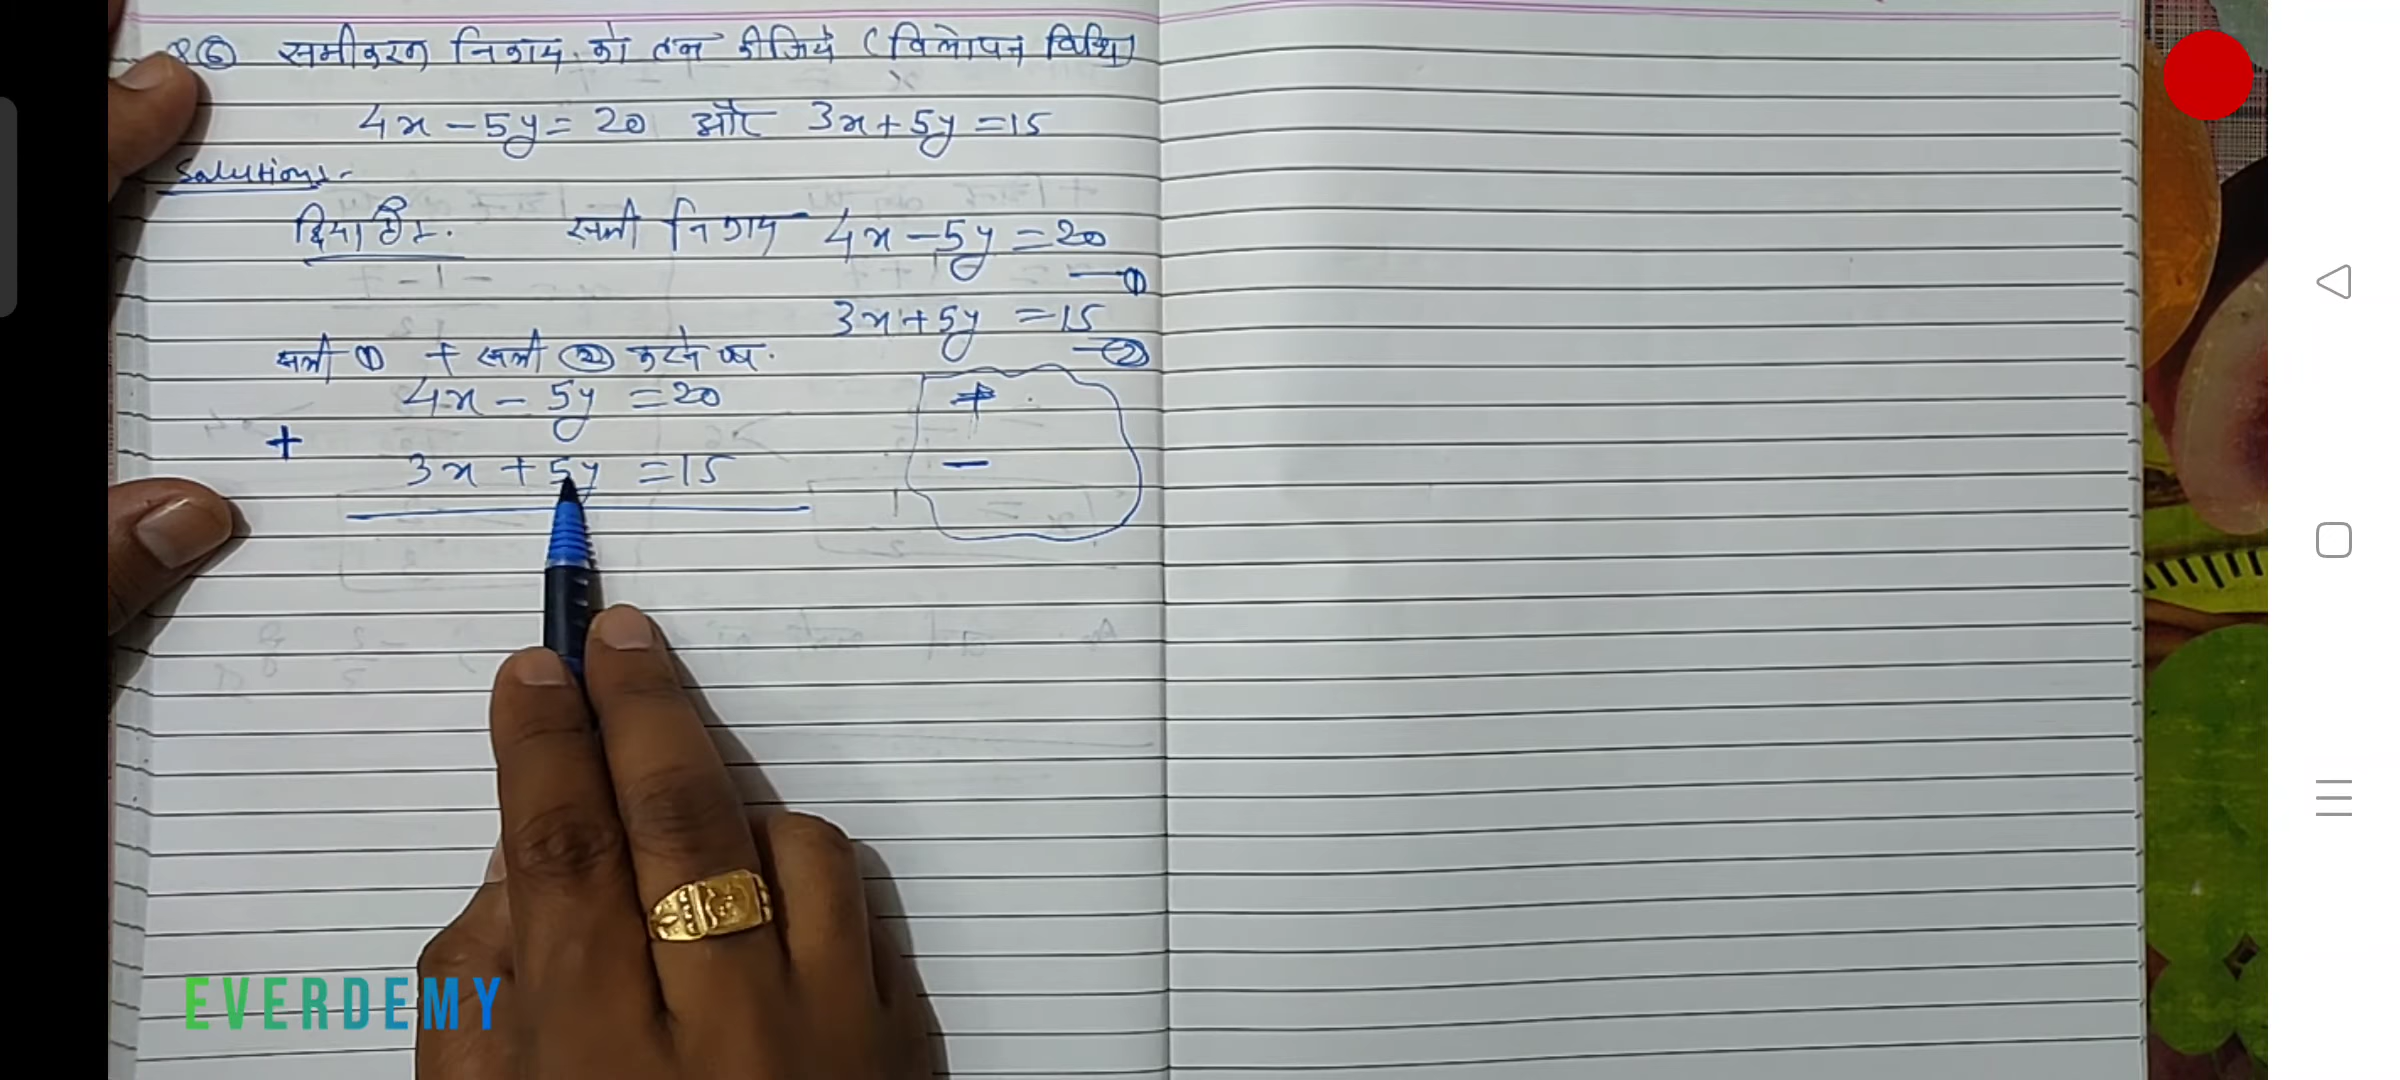 Q⑥ समीकरण निकाय को हल कीजिये (विलोपन विधि)
4x - 5y = 20 और 3x + 5y = 15
Solution:-
दिया है:- समी निकाय 4x - 5y = 20
—①
3x + 5y = 15
—②
समी ① + समी ② करने पर
4x - 5y = 20
+
3x + 5y = 15
+
-
EVERDEMY